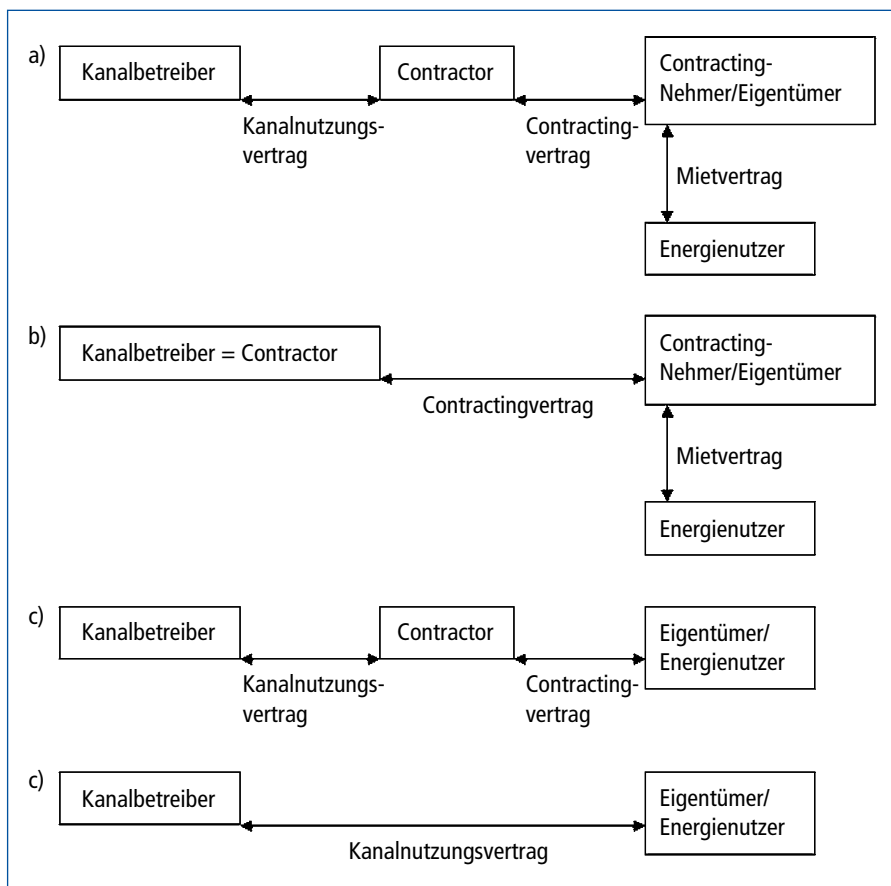 a)
Kanalbetreiber
Contractor
Contracting-
Nehmer/Eigentümer
Kanalnutzungs-
vertrag
Contracting-
vertrag
Mietvertrag
Energienutzer
b)
Kanalbetreiber = Contractor
Contracting-
Nehmer/Eigentümer
Contractingvertrag
Mietvertrag
Energienutzer
c)
Kanalbetreiber
Contractor
Eigentümer/
Energienutzer
Kanalnutzungs-
vertrag
Contracting-
vertrag
c)
Kanalbetreiber
Eigentümer/
Energienutzer
Kanalnutzungsvertrag